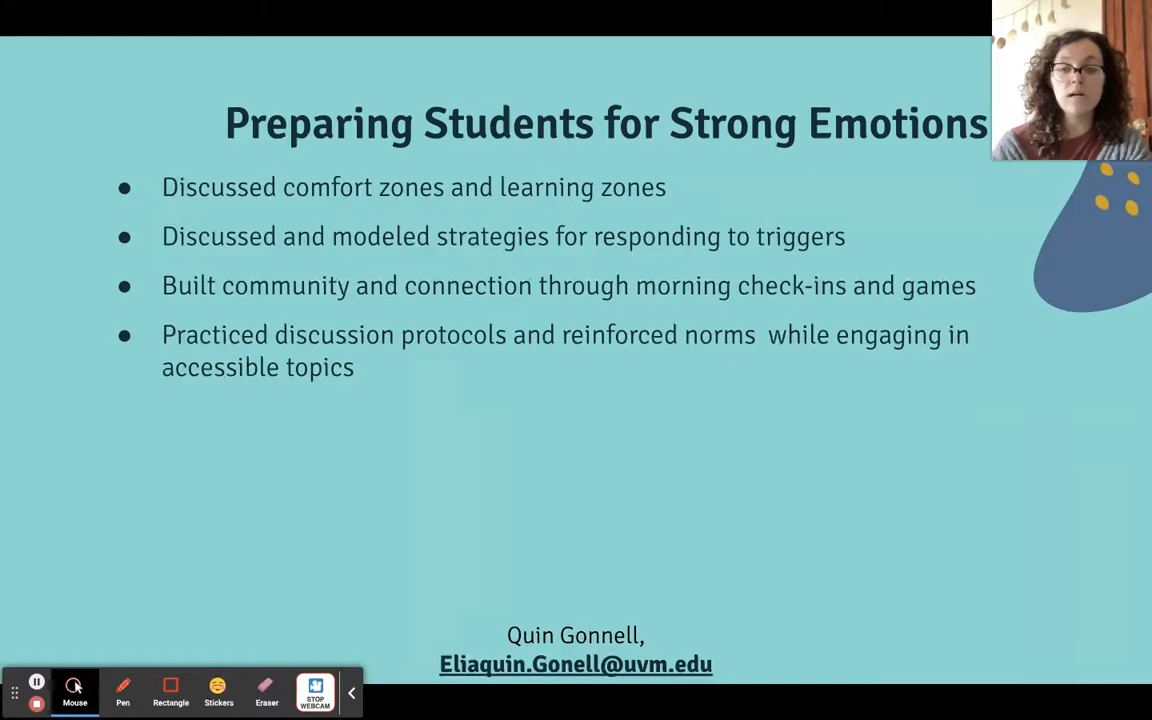 Preparing Students for Strong Emotions
● Discussed comfort zones and learning zones
● Discussed and modeled strategies for responding to triggers
● Built community and connection through morning check-ins and games
● Practiced discussion protocols and reinforced norms while engaging in
accessible topics
Quin Gonnell,
Eliaquin.Gonell@uvm.edu
Mouse
Pen
Rectangle
Stickers
Eraser
STOP
WEBCAM